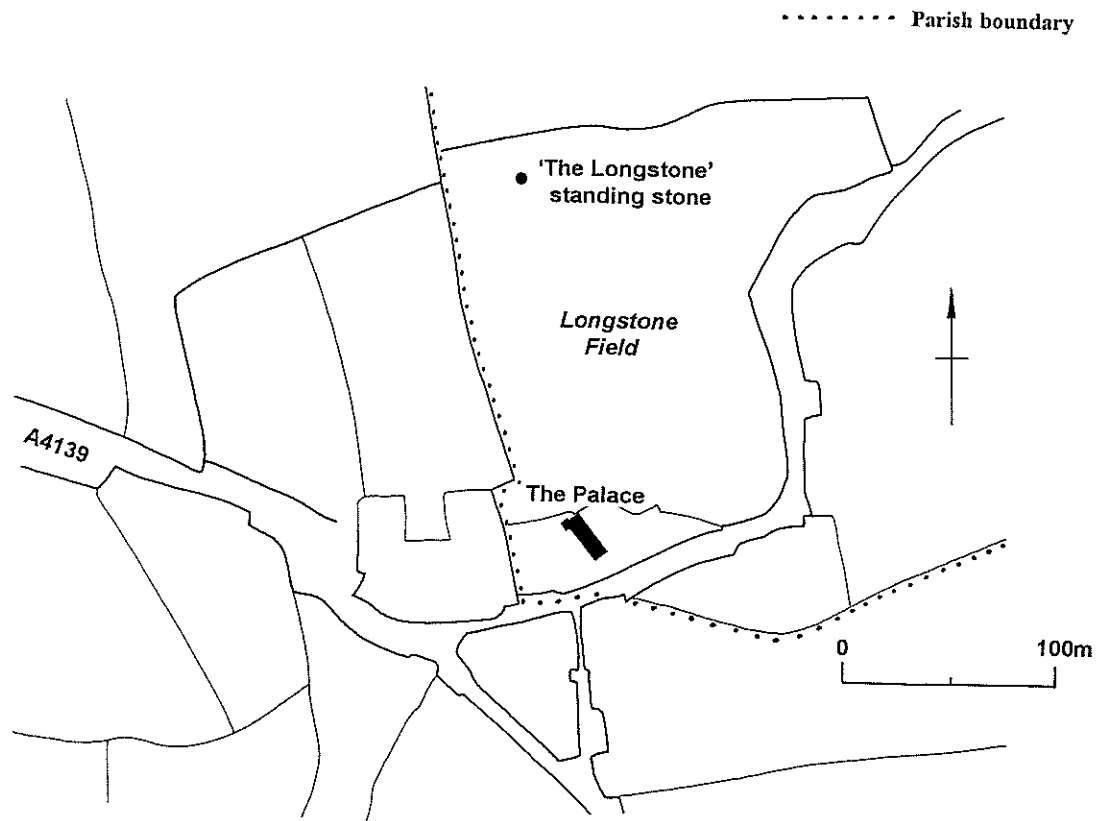 Parish boundary
'The Longstone'
standing stone
Longstone
Field
A4139
The Palace
0 100m